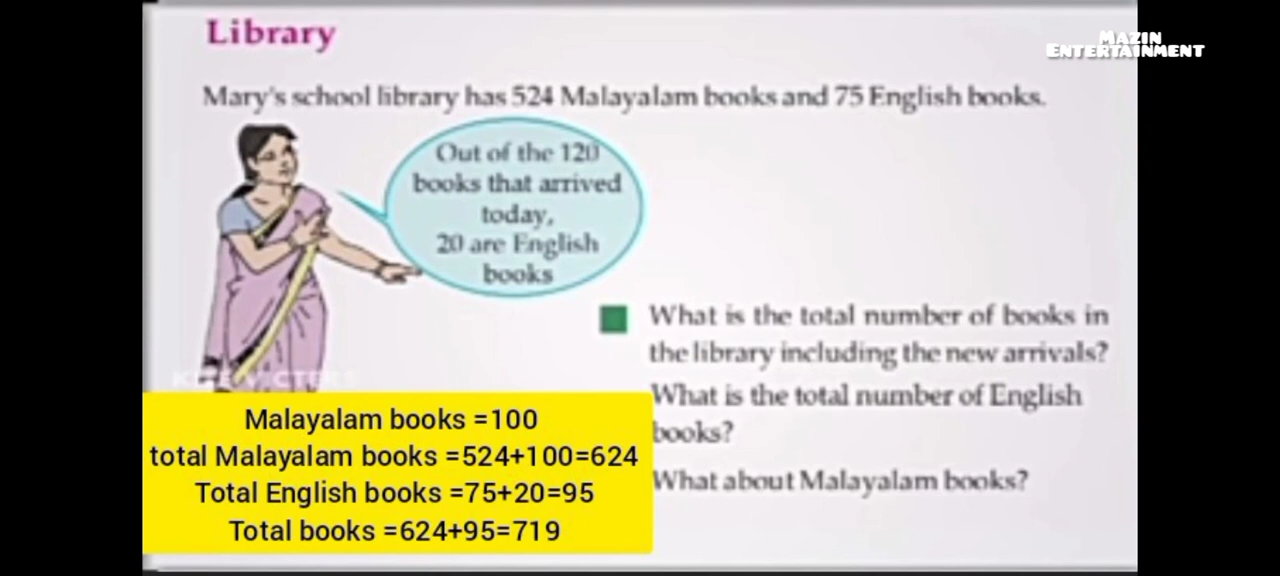 Library
MAZIN
ENTERTAINMENT
Mary's school library has 524 Malayalam books and 75 English books.
Out of the 120
books that arrived
today,
20 are English
books
What is the total number of books in
the library including the new arrivals?
What is the total number of English
books?
What about Malayalam books?
Malayalam books =100
total Malayalam books =524+100=624
Total English books =75+20=95
Total books =624+95=719